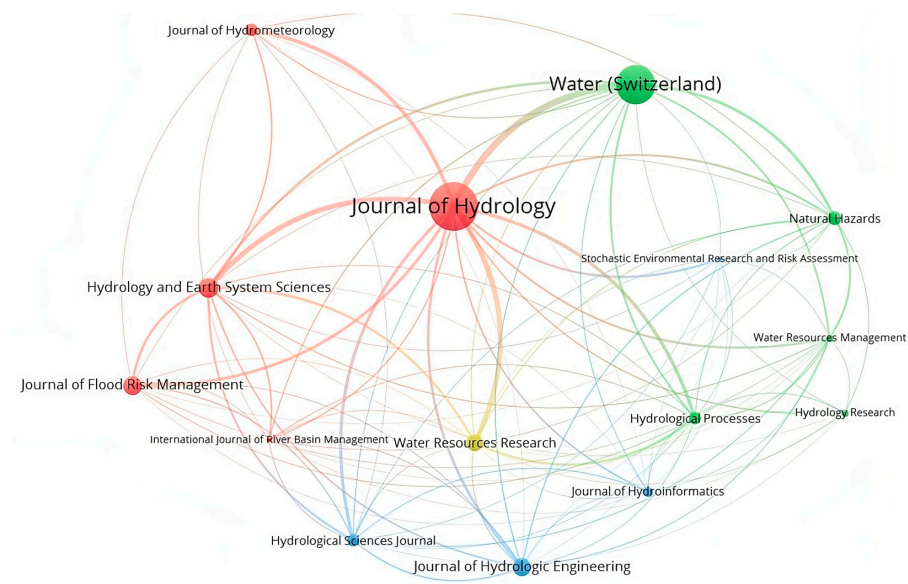 Journal of Hydrometeorology
Water (Switzerland)
Journal of Hydrology
Natural Hazards
Stochastic Environmental Research and Risk Assessment
Hydrology and Earth System Sciences
Water Resources Management
Journal of Flood Risk Management
Hydrology Research
Hydrological Processes
International Journal of River Basin Management
Water Resources Research
Journal of Hydroinformatics
Hydrological Sciences Journal
Journal of Hydrologic Engineering